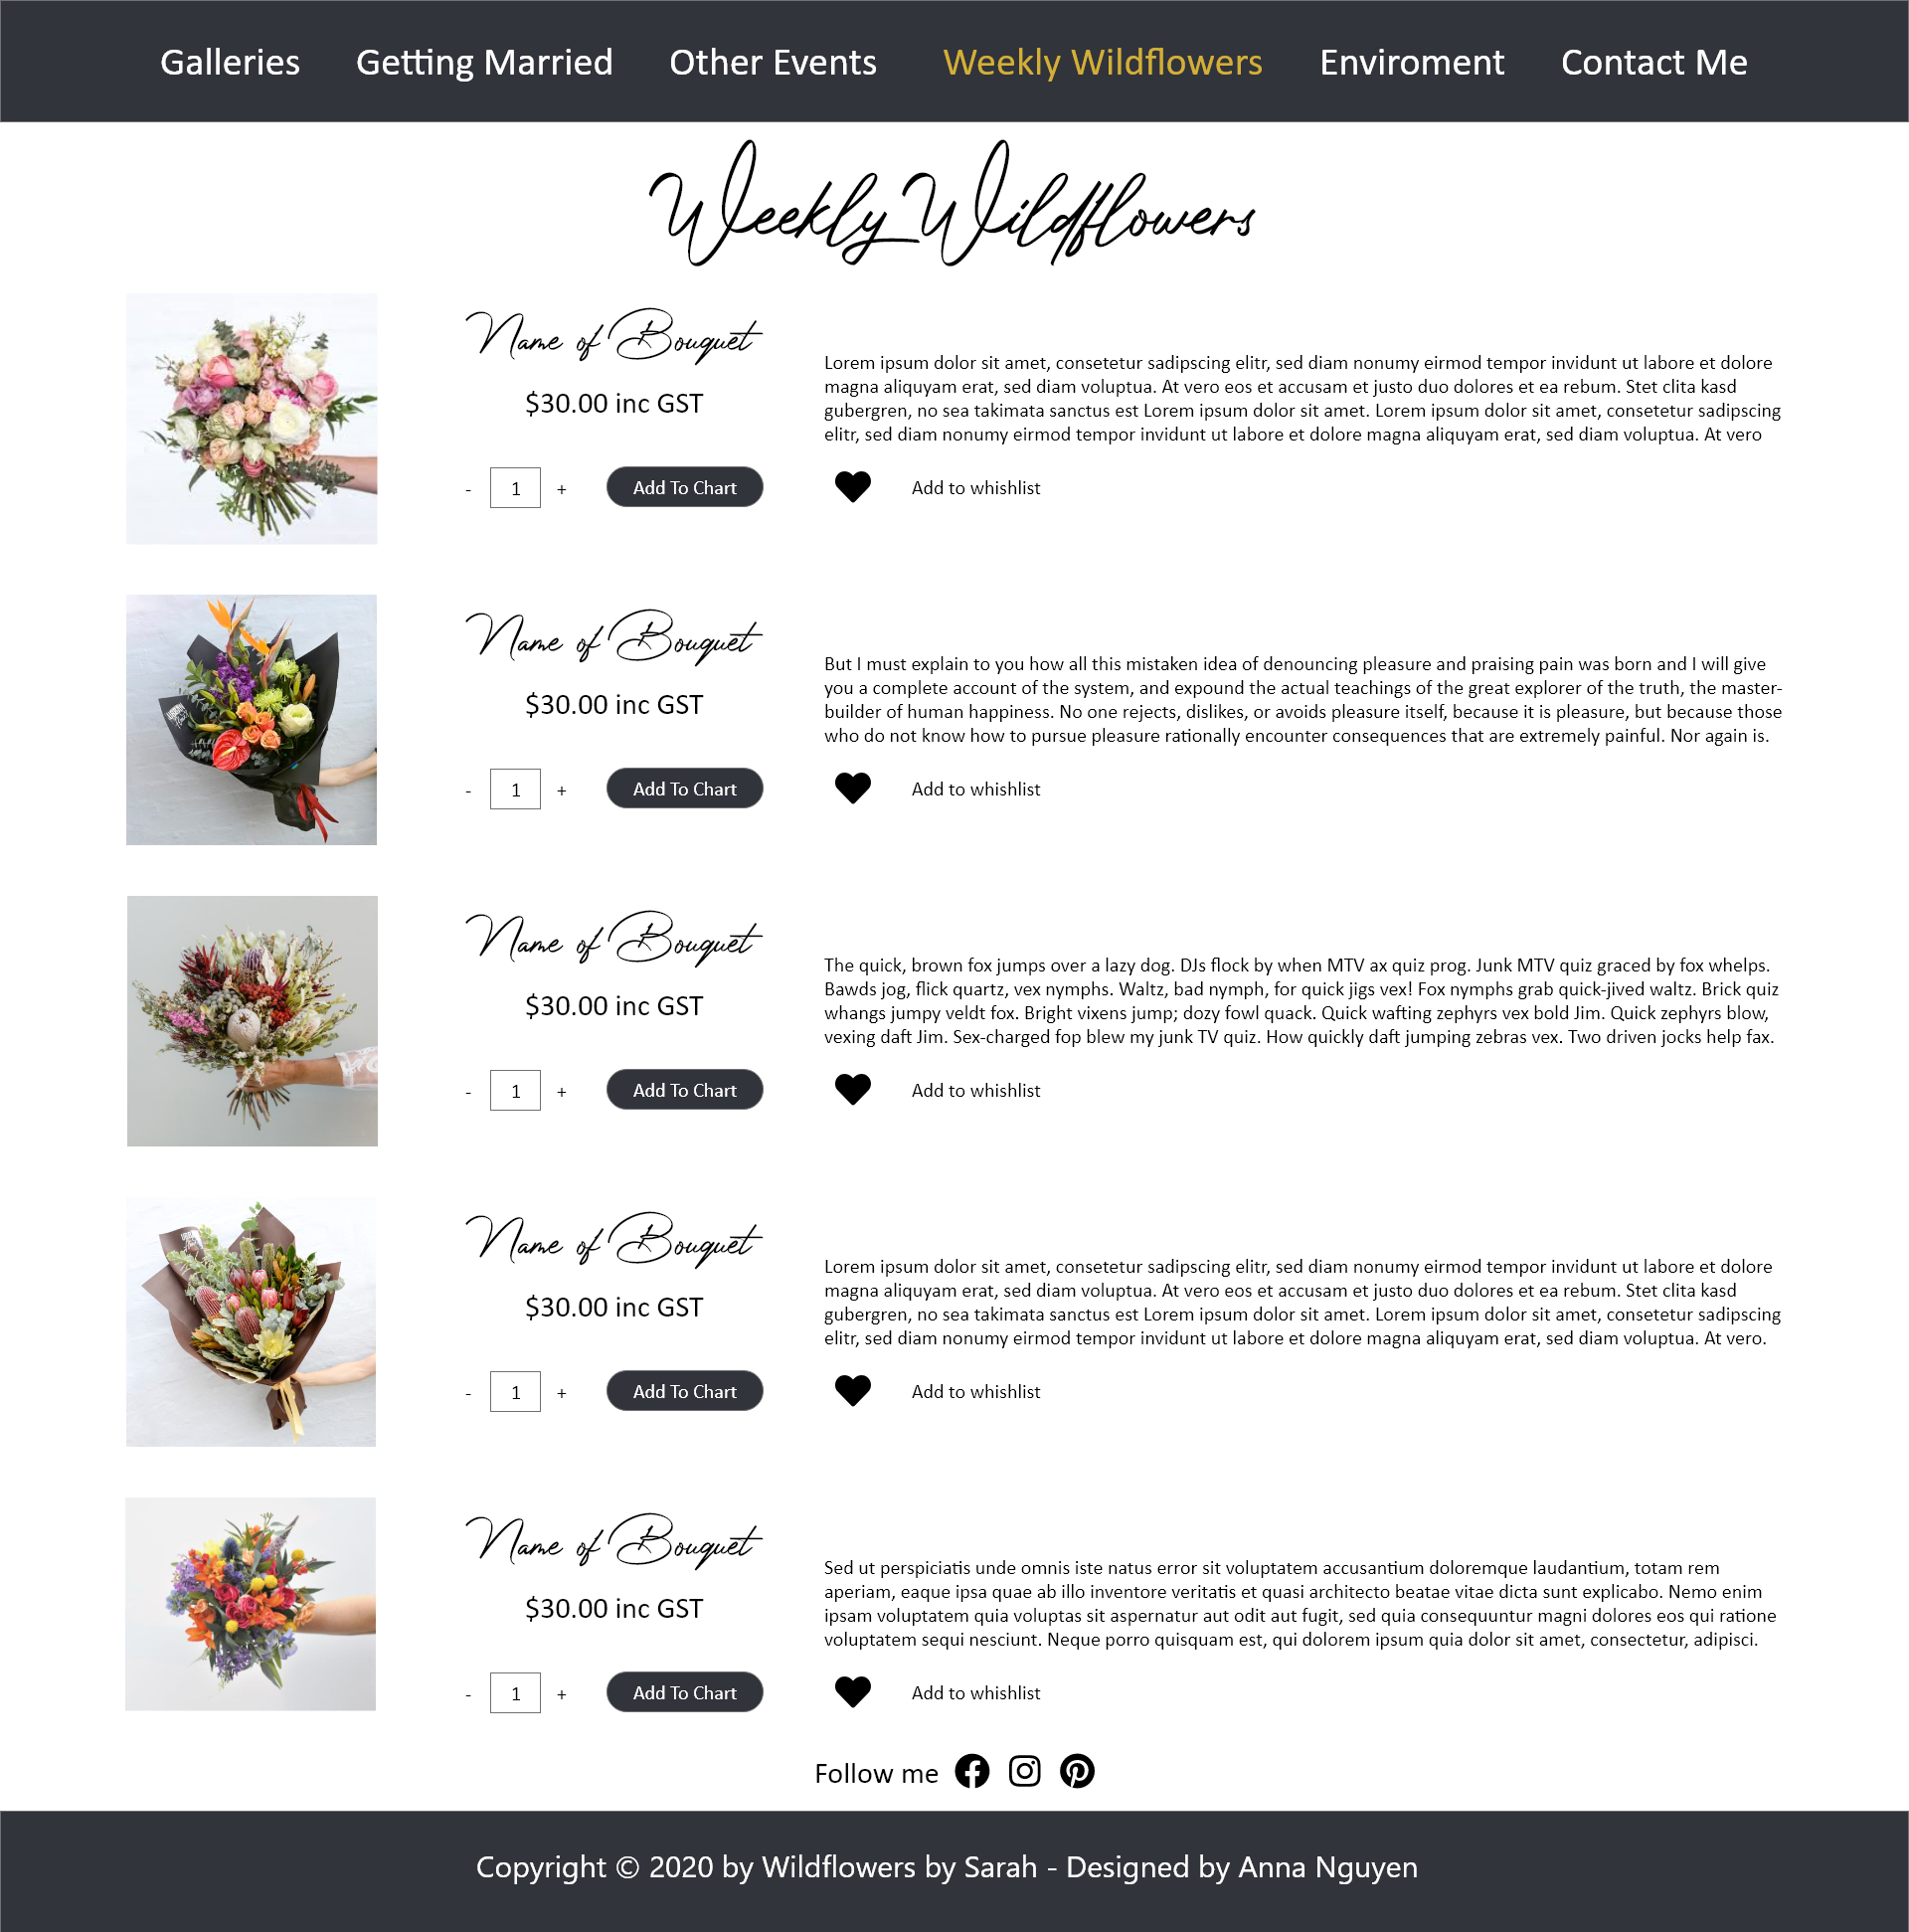 Galleries Getting Married Other Events Weekly Wildflowers Enviroment Contact Me
Weekly Wildflowers
Name of Bouquet
$30.00 inc GST
Lorem ipsum dolor sit amet, consetetur sadipscing elitr, sed diam nonumy eirmod tempor invidunt ut labore et dolore
magna aliquyam erat, sed diam voluptua. At vero eos et accusam et justo duo dolores et ea rebum. Stet clita kasd
gubergren, no sea takimata sanctus est Lorem ipsum dolor sit amet. Lorem ipsum dolor sit amet, consetetur sadipscing
elitr, sed diam nonumy eirmod tempor invidunt ut labore et dolore magna aliquyam erat, sed diam voluptua. At vero
- 1 + Add To Chart Add to whishlist
Name of Bouquet
$30.00 inc GST
But I must explain to you how all this mistaken idea of denouncing pleasure and praising pain was born and I will give
you a complete account of the system, and expound the actual teachings of the great explorer of the truth, the master-
builder of human happiness. No one rejects, dislikes, or avoids pleasure itself, because it is pleasure, but because those
who do not know how to pursue pleasure rationally encounter consequences that are extremely painful. Nor again is.
- 1 + Add To Chart Add to whishlist
Name of Bouquet
$30.00 inc GST
The quick, brown fox jumps over a lazy dog. DJs flock by when MTV ax quiz prog. Junk MTV quiz graced by fox whelps.
Bawds jog, flick quartz, vex nymphs. Waltz, bad nymph, for quick jigs vex! Fox nymphs grab quick-jived waltz. Brick quiz
whangs jumpy veldt fox. Bright vixens jump; dozy fowl quack. Quick wafting zephyrs vex bold Jim. Quick zephyrs blow,
vexing daft Jim. Sex-charged fop blew my junk TV quiz. How quickly daft jumping zebras vex. Two driven jocks help fax.
- 1 + Add To Chart Add to whishlist
Name of Bouquet
$30.00 inc GST
Lorem ipsum dolor sit amet, consetetur sadipscing elitr, sed diam nonumy eirmod tempor invidunt ut labore et dolore
magna aliquyam erat, sed diam voluptua. At vero eos et accusam et justo duo dolores et ea rebum. Stet clita kasd
gubergren, no sea takimata sanctus est Lorem ipsum dolor sit amet. Lorem ipsum dolor sit amet, consetetur sadipscing
elitr, sed diam nonumy eirmod tempor invidunt ut labore et dolore magna aliquyam erat, sed diam voluptua. At vero.
- 1 + Add To Chart Add to whishlist
Name of Bouquet
$30.00 inc GST
Sed ut perspiciatis unde omnis iste natus error sit voluptatem accusantium doloremque laudantium, totam rem
aperiam, eaque ipsa quae ab illo inventore veritatis et quasi architecto beatae vitae dicta sunt explicabo. Nemo enim
ipsam voluptatem quia voluptas sit aspernatur aut odit aut fugit, sed quia consequuntur magni dolores eos qui ratione
voluptatem sequi nesciunt. Neque porro quisquam est, qui dolorem ipsum quia dolor sit amet, consectetur, adipisci.
- 1 + Add To Chart Add to whishlist
Follow me
Copyright © 2020 by Wildflowers by Sarah - Designed by Anna Nguyen